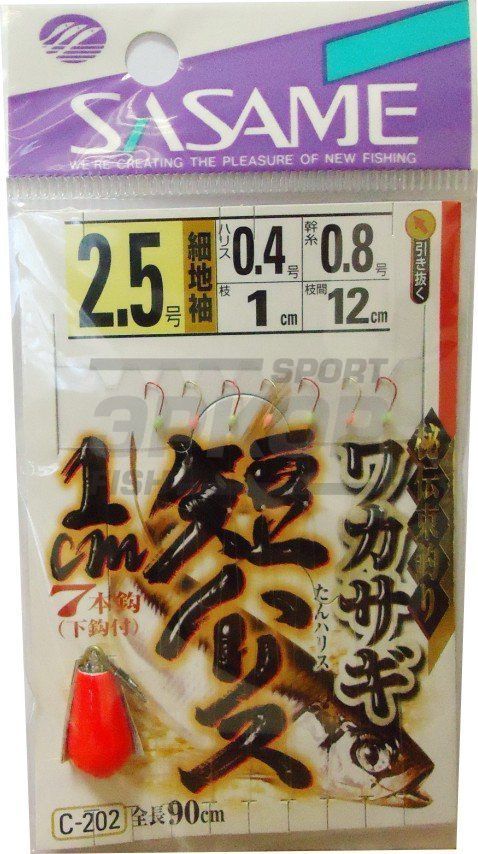 SASAME
WE'RE CREATING THE PLEASURE OF NEW FISHING
2.5号
細地袖
ハリス 0.4号
幹糸 0.8号
枝 1cm
枝間 12cm
引き抜く
SPORT
ЭРКОР
FISH
秘伝束釣り
ワカサギ
たんハリス
短ハリス
1cm
7本鈎
(下鈎付)
C-202 全長90cm